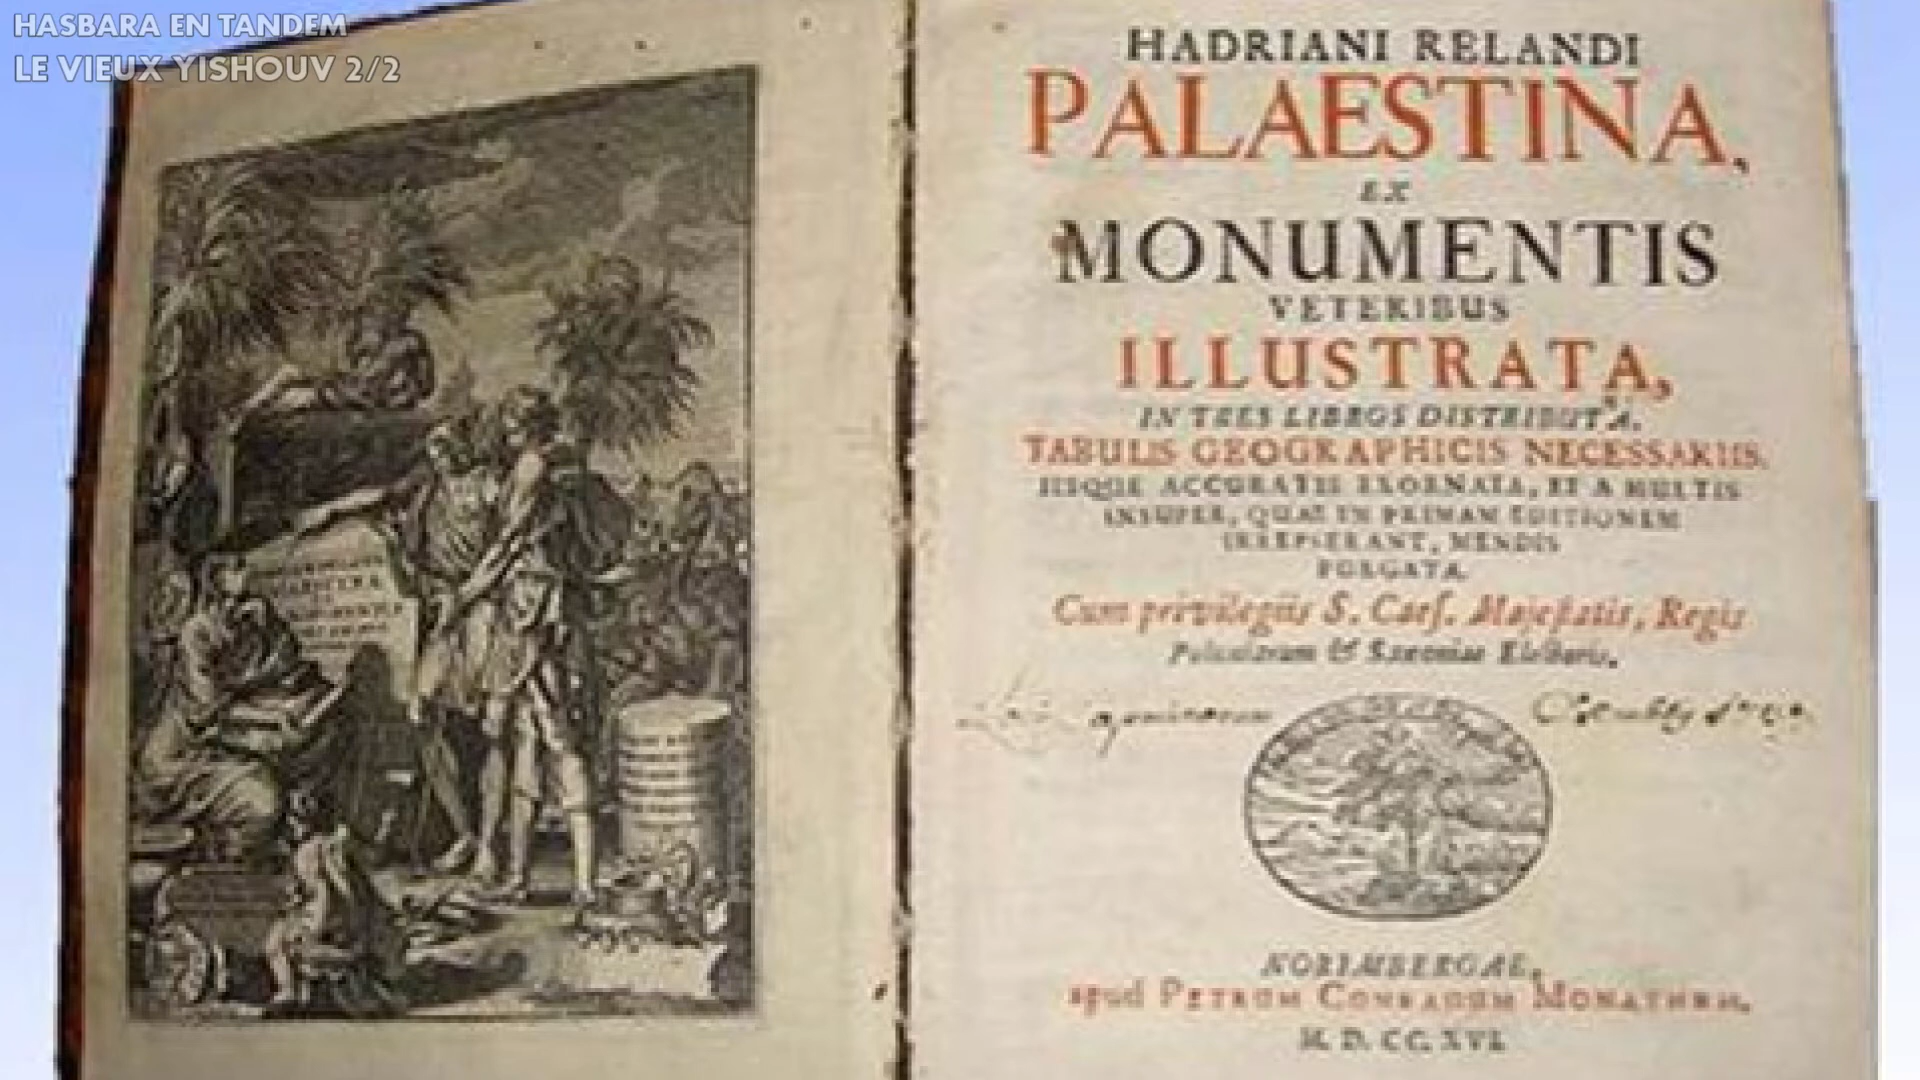 HASBARA EN TANDEM
LE VIEUX YISHOUV 2/2
HADRIANI RELANDI
PALAESTINA,
EX
MONUMENTIS
VETERIBUS
ILLUSTRATA,
IN TRES LIBROS DISTRIBUTA.
TABULIS GEOGRAPHICIS NECESSARIIS.
IISQUE ACCURATIS EXORNATA, ET A MULTIS
INSUPER, QUAE IN PRIMAM EDITIONEM
IRREPSERANT, MENDIS
PURGATA.
Cum privilegiis S. Caes. Majestatis, Regis
Poloniarum & Saxoniae Electoris.
NORIMBERGAE,
apud PETRUM CONRADUM MONATHUM.
M. D. CC. XVI.